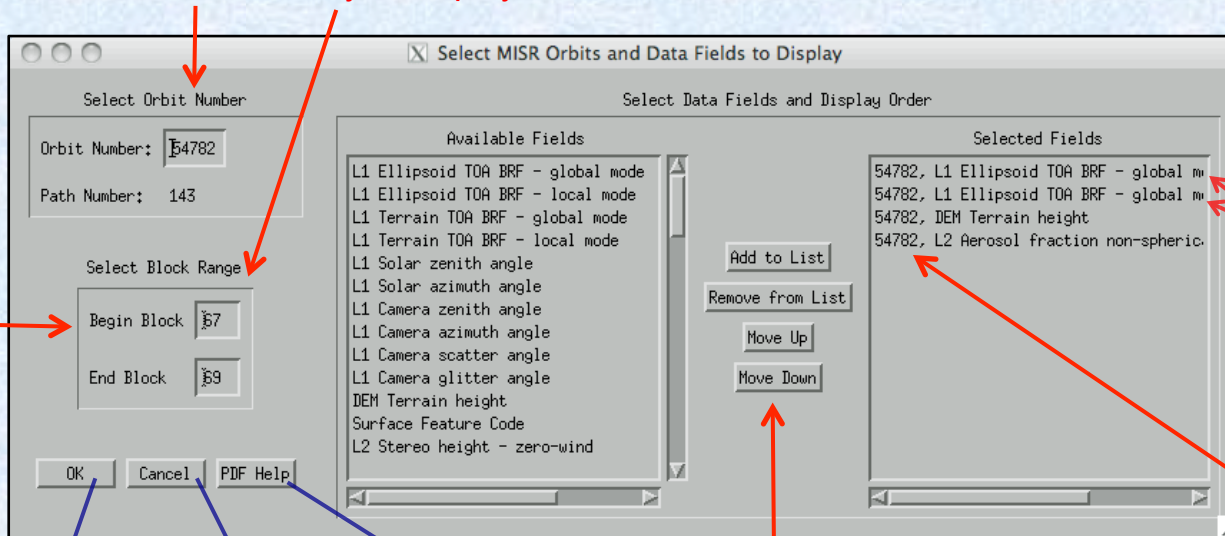 Select MISR Orbits and Data Fields to Display
Select Orbit Number
Orbit Number: 54782
Path Number: 143
Select Block Range
Begin Block 67
End Block 69
OK Cancel PDF Help
Select Data Fields and Display Order
Available Fields
L1 Ellipsoid TOA BRF - global mode
L1 Ellipsoid TOA BRF - local mode
L1 Terrain TOA BRF - global mode
L1 Terrain TOA BRF - local mode
L1 Solar zenith angle
L1 Solar azimuth angle
L1 Camera zenith angle
L1 Camera azimuth angle
L1 Camera scatter angle
L1 Camera glitter angle
DEM Terrain height
Surface Feature Code
L2 Stereo height - zero-wind
Add to List
Remove from List
Move Up
Move Down
Selected Fields
54782, L1 Ellipsoid TOA BRF - global
54782, L1 Ellipsoid TOA BRF - global
54782, DEM Terrain height
54782, L2 Aerosol fraction non-spheric